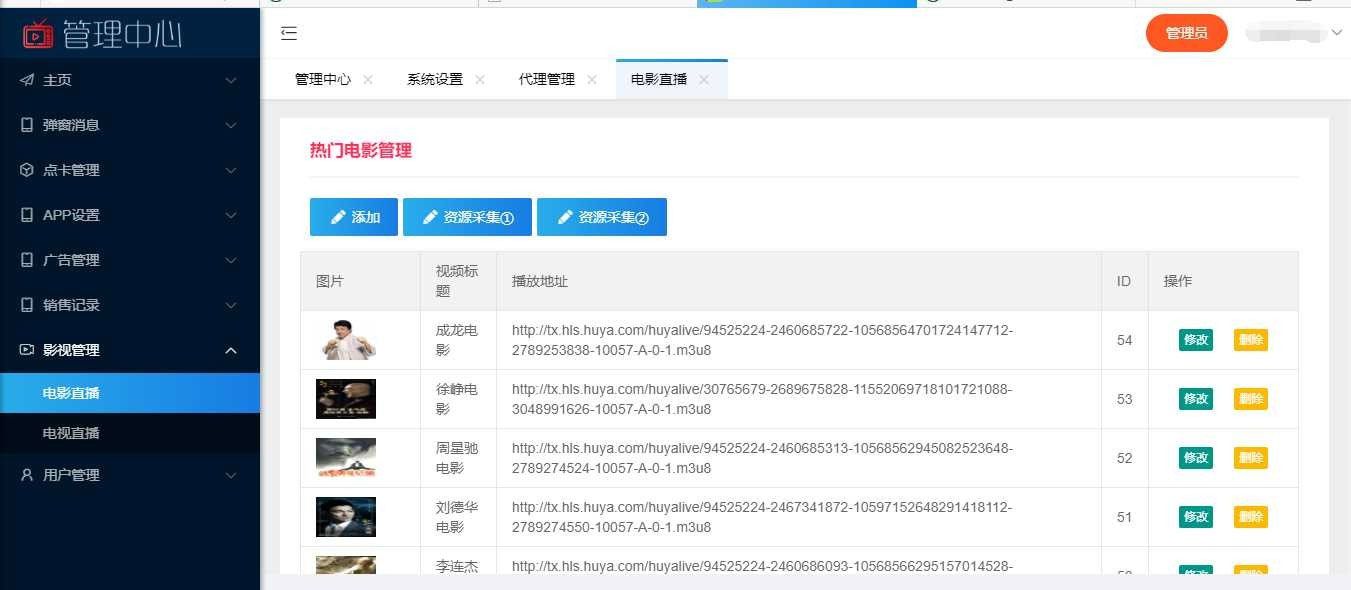 管理中心
管理员
主页
弹窗消息
点卡管理
APP设置
广告管理
销售记录
影视管理
电影直播
电视直播
用户管理
管理中心
系统设置
代理管理
电影直播
热门电影管理
添加
资源采集①
资源采集②
图片
视频标
题
播放地址
ID
操作
成龙电
影
http://tx.hls.huya.com/huyalive/94525224-2460685722-10568564701724147712-
2789253838-10057-A-0-1.m3u8
54
修改
删除
徐峥电
影
http://tx.hls.huya.com/huyalive/30765679-2689675828-11552069718101721088-
3048991626-10057-A-0-1.m3u8
53
修改
删除
周星驰
电影
http://tx.hls.huya.com/huyalive/94525224-2460685313-10568562945082523648-
2789274524-10057-A-0-1.m3u8
52
修改
删除
刘德华
电影
http://tx.hls.huya.com/huyalive/94525224-2467341872-10597152648291418112-
2789274550-10057-A-0-1.m3u8
51
修改
删除
李连杰
http://tx.hls.huya.com/huyalive/94525224-2460686093-10568566295157014528-